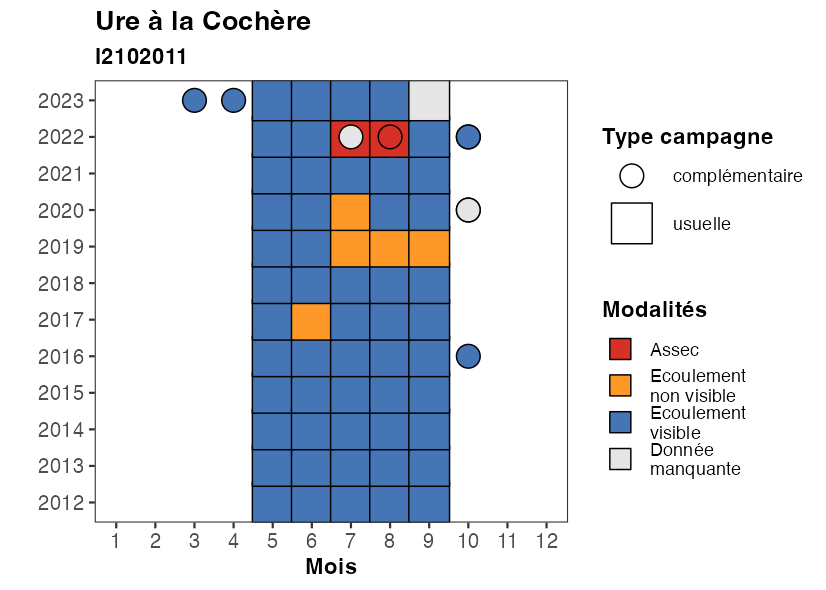 Ure à la Cochère
I2102011
2023
2022
2021
2020
2019
2018
2017
2016
2015
2014
2013
2012
1 2 3 4 5 6 7 8 9 10 11 12
Mois
Type campagne
complémentaire
usuelle
Modalités
Assec
Ecoulement
non visible
Ecoulement
visible
Donnée
manquante